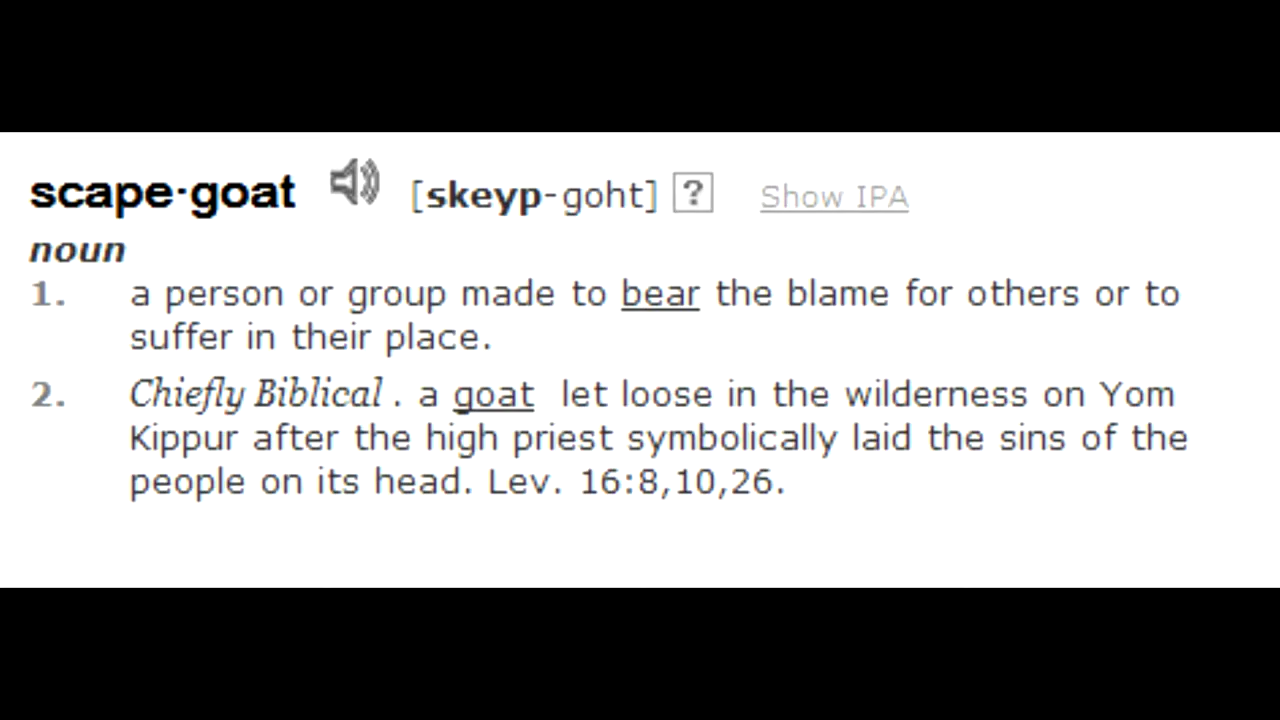 scape·goat [skeyp-goht] ? Show IPA
noun
1. a person or group made to bear the blame for others or to
suffer in their place.
2. Chiefly Biblical . a goat let loose in the wilderness on Yom
Kippur after the high priest symbolically laid the sins of the
people on its head. Lev. 16:8,10,26.